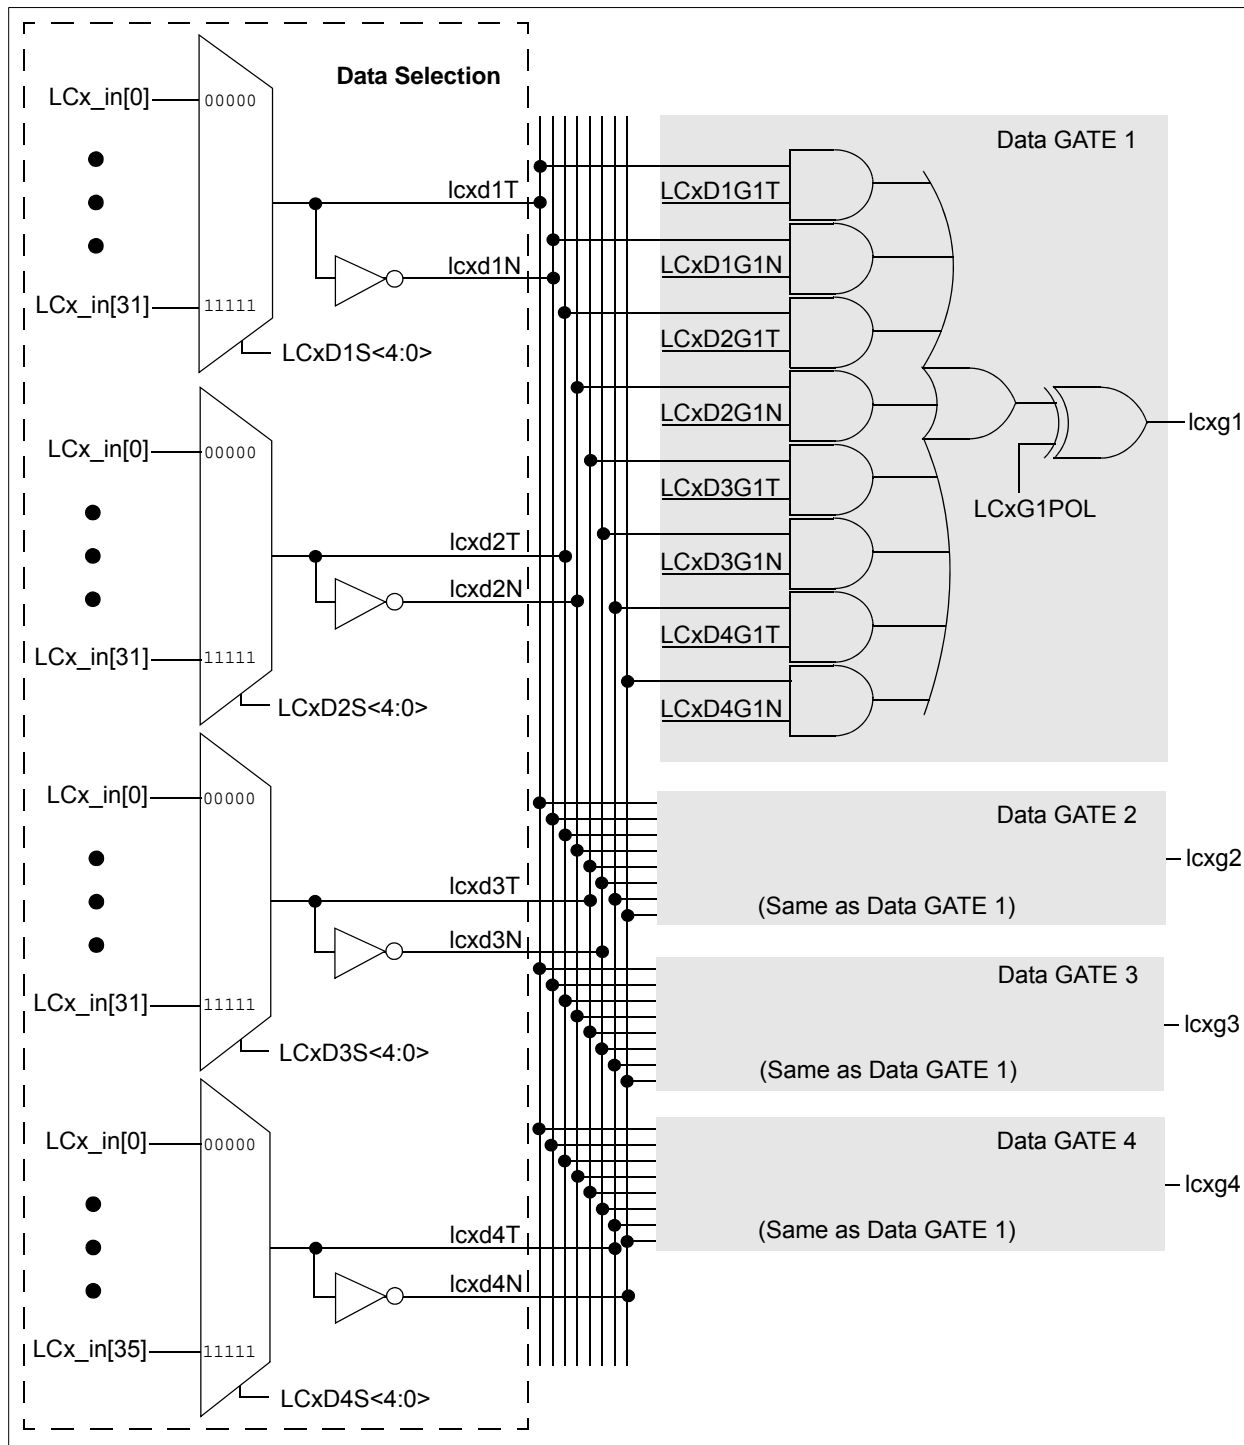 Data Selection
LCx_in[0]
00000
LCx_in[31]
11111
LCxD1S<4:0>
lcxd1T
lcxd1N
LCx_in[0]
00000
LCx_in[31]
11111
LCxD2S<4:0>
lcxd2T
lcxd2N
LCx_in[0]
00000
LCx_in[31]
11111
LCxD3S<4:0>
lcxd3T
lcxd3N
LCx_in[0]
00000
LCx_in[35]
11111
LCxD4S<4:0>
lcxd4T
lcxd4N
Data GATE 1
LCxD1G1T
LCxD1G1N
LCxD2G1T
LCxD2G1N
LCxD3G1T
LCxD3G1N
LCxD4G1T
LCxD4G1N
LCxG1POL
lcxg1
Data GATE 2
(Same as Data GATE 1)
lcxg2
Data GATE 3
(Same as Data GATE 1)
lcxg3
Data GATE 4
(Same as Data GATE 1)
lcxg4